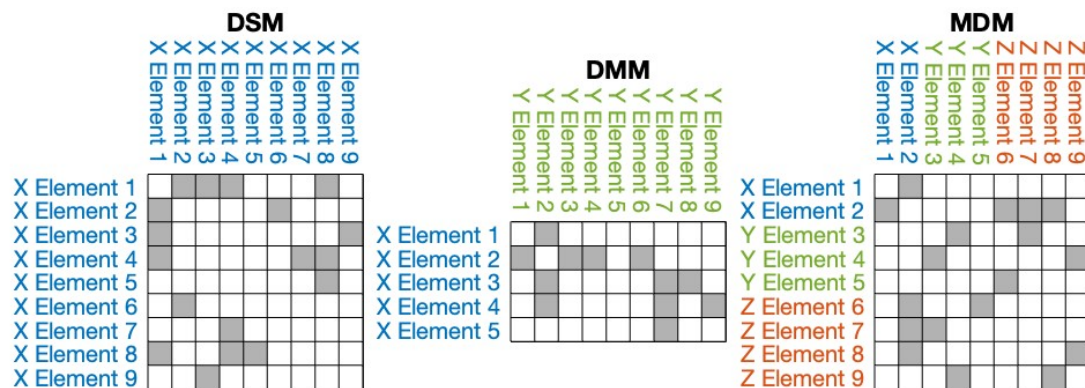 DSM
X Element 1
X Element 2
X Element 3
X Element 4
X Element 5
X Element 6
X Element 7
X Element 8
X Element 9
X Element 1
X Element 2
X Element 3
X Element 4
X Element 5
X Element 6
X Element 7
X Element 8
X Element 9
DMM
Y Element 1
Y Element 2
Y Element 3
Y Element 4
Y Element 5
Y Element 6
Y Element 7
Y Element 8
Y Element 9
X Element 1
X Element 2
X Element 3
X Element 4
X Element 5
MDM
X Element 1
X Element 2
Y Element 3
Y Element 4
Y Element 5
Z Element 6
Z Element 7
Z Element 8
Z Element 9
X Element 1
X Element 2
Y Element 3
Y Element 4
Y Element 5
Z Element 6
Z Element 7
Z Element 8
Z Element 9